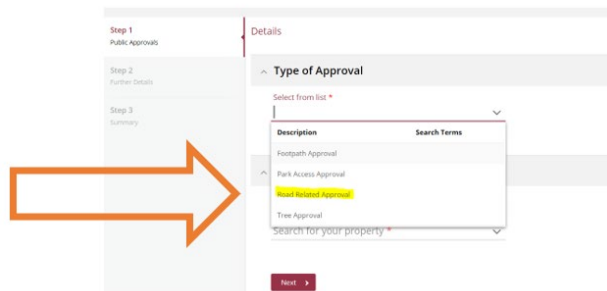 Step 1
Public Approvals
Step 2
Further Details
Step 3
Summary
Details
Type of Approval
Select from list *
Description Search Terms
Footpath Approval
Park Access Approval
Road Related Approval
Tree Approval
Search for your property *
Next